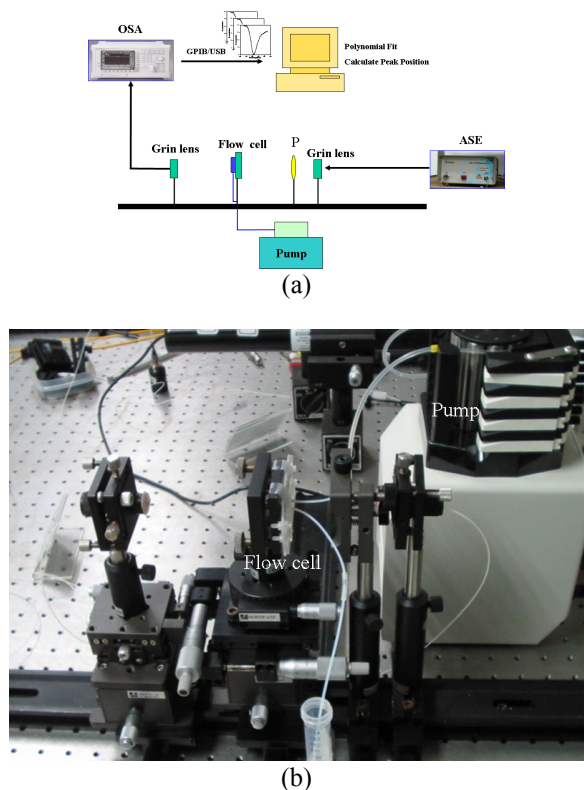 OSA
GPIB/USB
Polynomial Fit
Calculate Peak Position
Grin lens
Flow cell
P
Grin lens
ASE
Pump
(a)
Pump
Flow cell
(b)